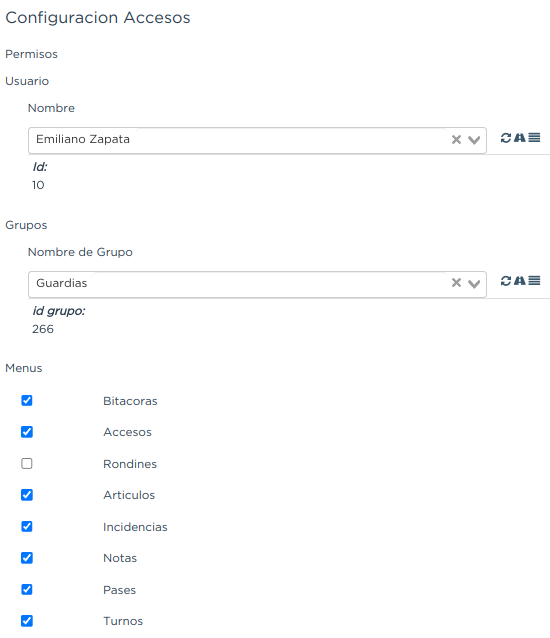 Configuracion Accesos
Permisos
Usuario
Nombre
Emiliano Zapata
Id:
10
Grupos
Nombre de Grupo
Guardias
id grupo:
266
Menus
Bitacoras
Accesos
Rondines
Articulos
Incidencias
Notas
Pases
Turnos